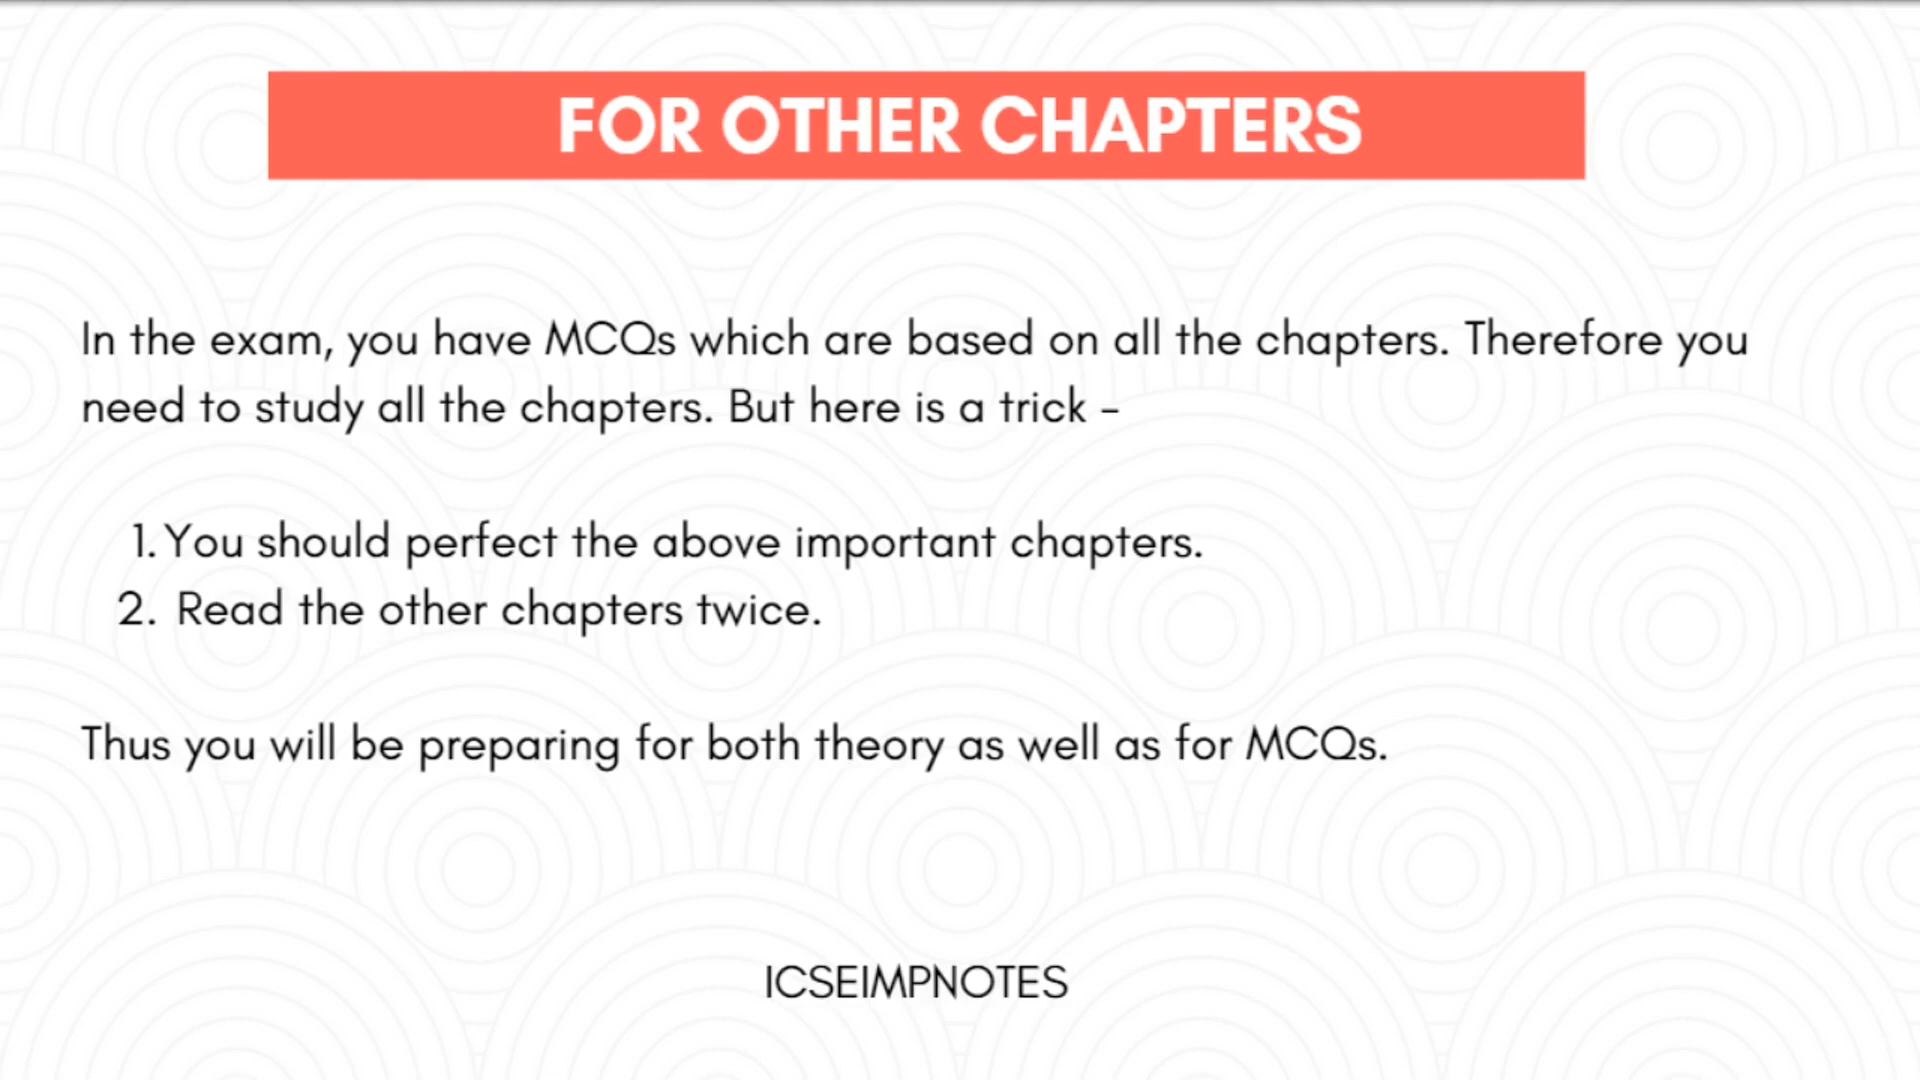 FOR OTHER CHAPTERS
In the exam, you have MCQs which are based on all the chapters. Therefore you
need to study all the chapters. But here is a trick –
1. You should perfect the above important chapters.
2. Read the other chapters twice.
Thus you will be preparing for both theory as well as for MCQs.
ICSEIMPNOTES